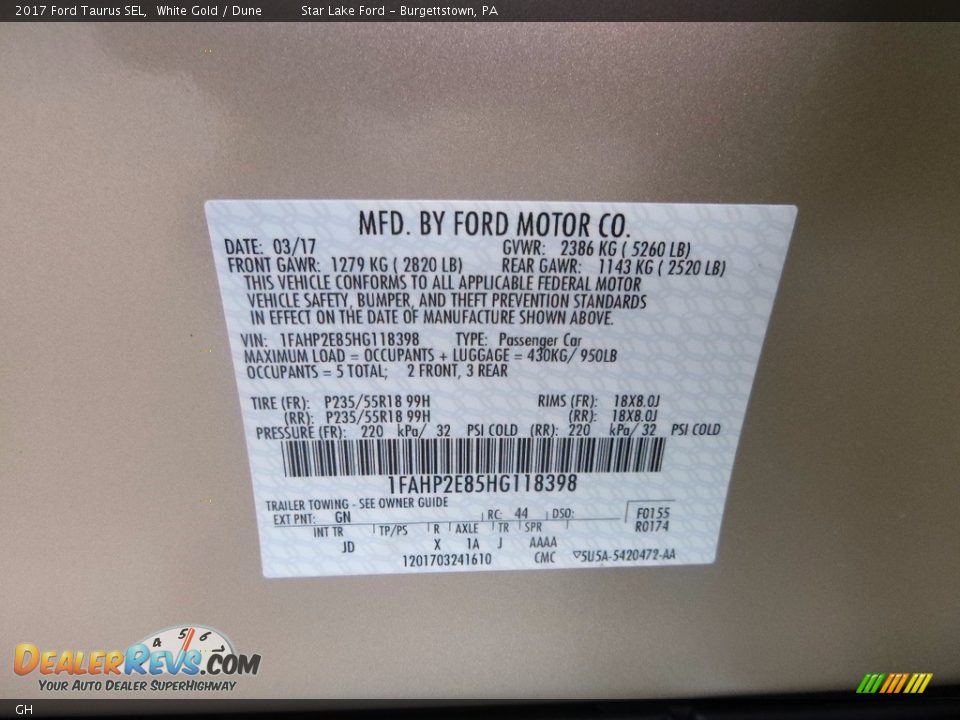 2017 Ford Taurus SEL, White Gold / Dune Star Lake Ford - Burgettstown, PA
MFD. BY FORD MOTOR CO.
DATE: 03/17 GVWR: 2386 KG ( 5260 LB)
FRONT GAWR: 1279 KG ( 2820 LB) REAR GAWR: 1143 KG ( 2520 LB)
THIS VEHICLE CONFORMS TO ALL APPLICABLE FEDERAL MOTOR
VEHICLE SAFETY, BUMPER, AND THEFT PREVENTION STANDARDS
IN EFFECT ON THE DATE OF MANUFACTURE SHOWN ABOVE.
VIN: 1FAHP2E85HG118398 TYPE: Passenger Car
MAXIMUM LOAD = OCCUPANTS + LUGGAGE = 430KG/ 950LB
OCCUPANTS = 5 TOTAL; 2 FRONT, 3 REAR
TIRE (FR): P235/55R18 99H RIMS (FR): 18X8.0J
(RR): P235/55R18 99H (RR): 18X8.0J
PRESSURE (FR): 220 kPa/ 32 PSI COLD (RR): 220 kPa/ 32 PSI COLD
1FAHP2E85HG118398
TRAILER TOWING - SEE OWNER GUIDE
EXT PNT: GN RC: 44 DSO: F0155
INT TR TP/PS R AXLE TR SPR R0174
JD X 1A J AAAA
1201703241610 CMC 5U5A-5420472-AA
4 5 6 7
DEALERREVS.COM
YOUR AUTO DEALER SUPERHIGHWAY
GH